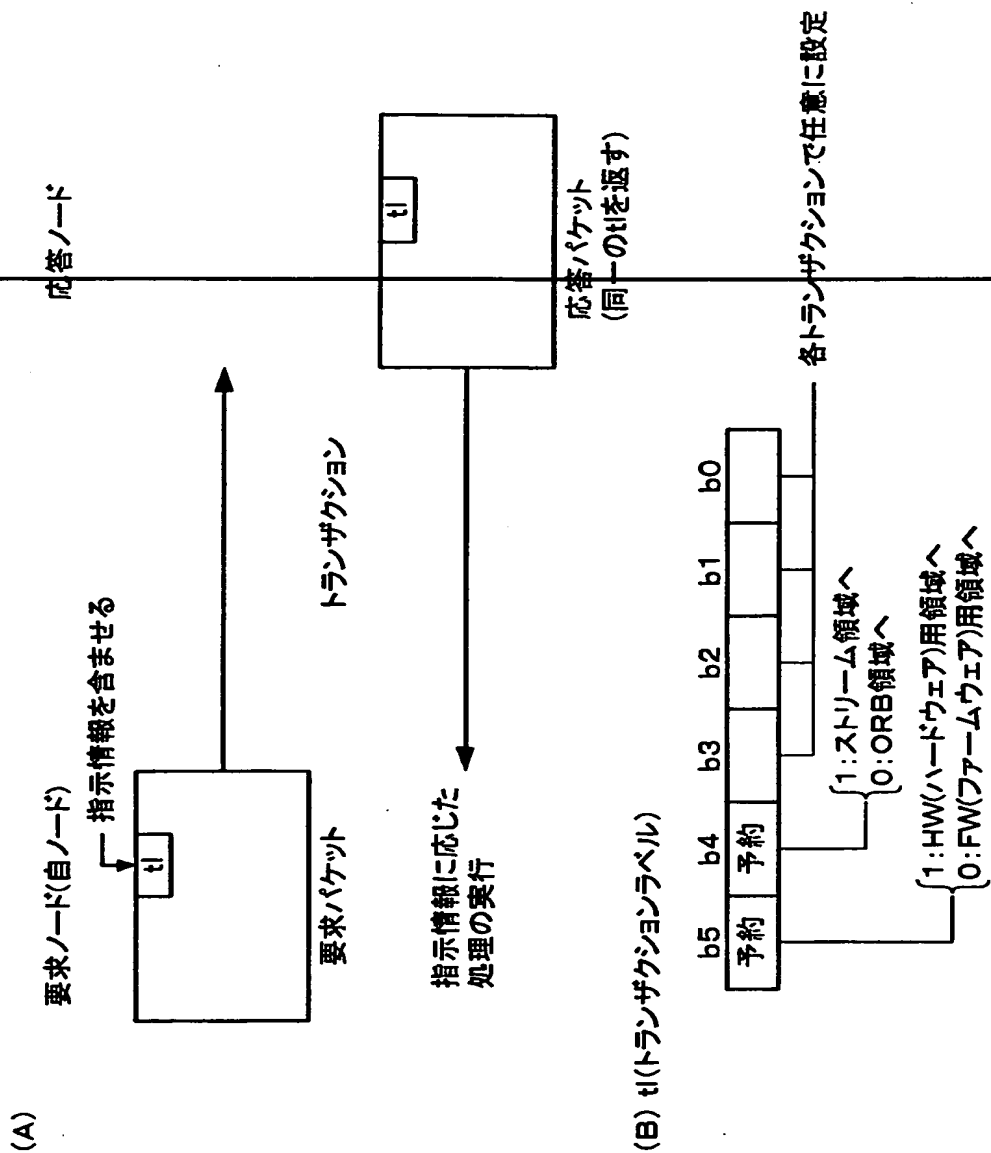 (A)
要求ノード(自ノード)
応答ノード
指示情報を含ませる
tl
要求パケット
トランザクション
tl
応答パケット
(同一のtlを返す)
指示情報に応じた
処理の実行
(B) tl(トランザクションラベル)
b5 b4 b3 b2 b1 b0
予約 予約
各トランザクションで任意に設定
1:ストリーム領域へ
0:ORB領域へ
1:HW(ハードウェア)用領域へ
0:FW(ファームウェア)用領域へ